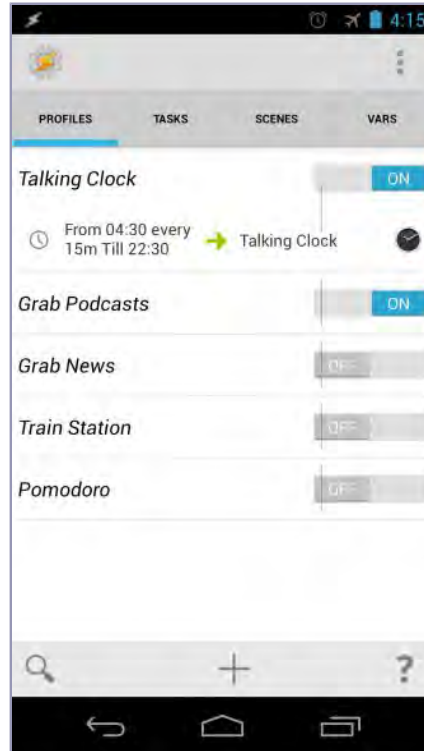 4:15
PROFILES TASKS SCENES VARS
Talking Clock ON
From 04:30 every
15m Till 22:30
Talking Clock
Grab Podcasts ON
Grab News OFF
Train Station OFF
Pomodoro OFF
?